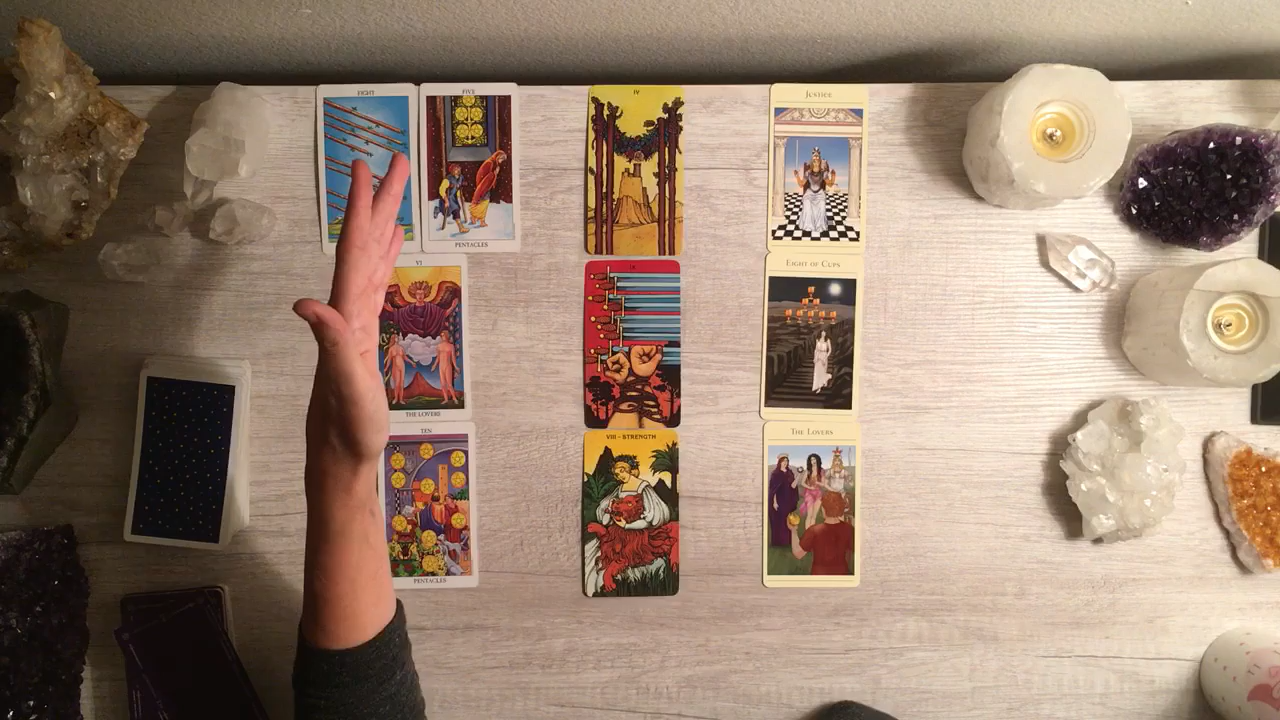 EIGHT
FIVE
PENTACLES
IV
Justice
VI
THE LOVERS
IX
Eight of Cups
TEN
PENTACLES
VIII - STRENGTH
The Lovers